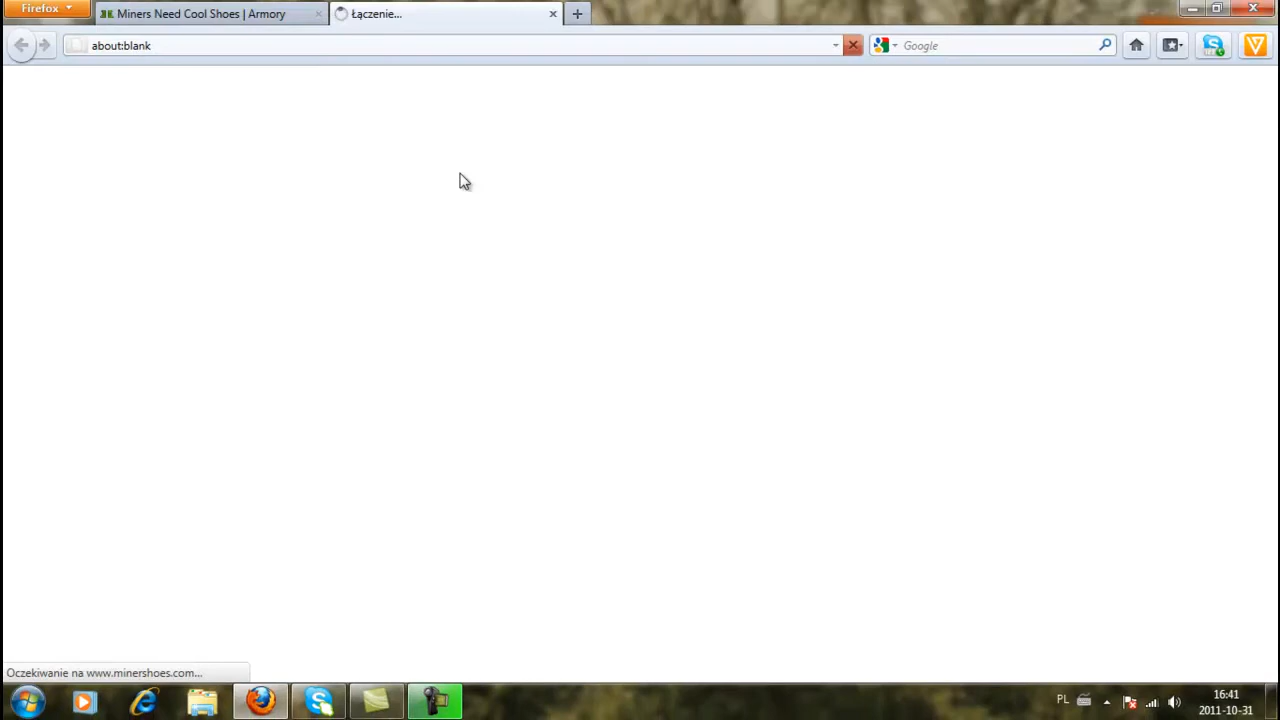 Firefox
Miners Need Cool Shoes | Armory
Łączenie...
about:blank
Google
Oczekiwanie na www.minershoes.com...
PL
16:41
2011-10-31